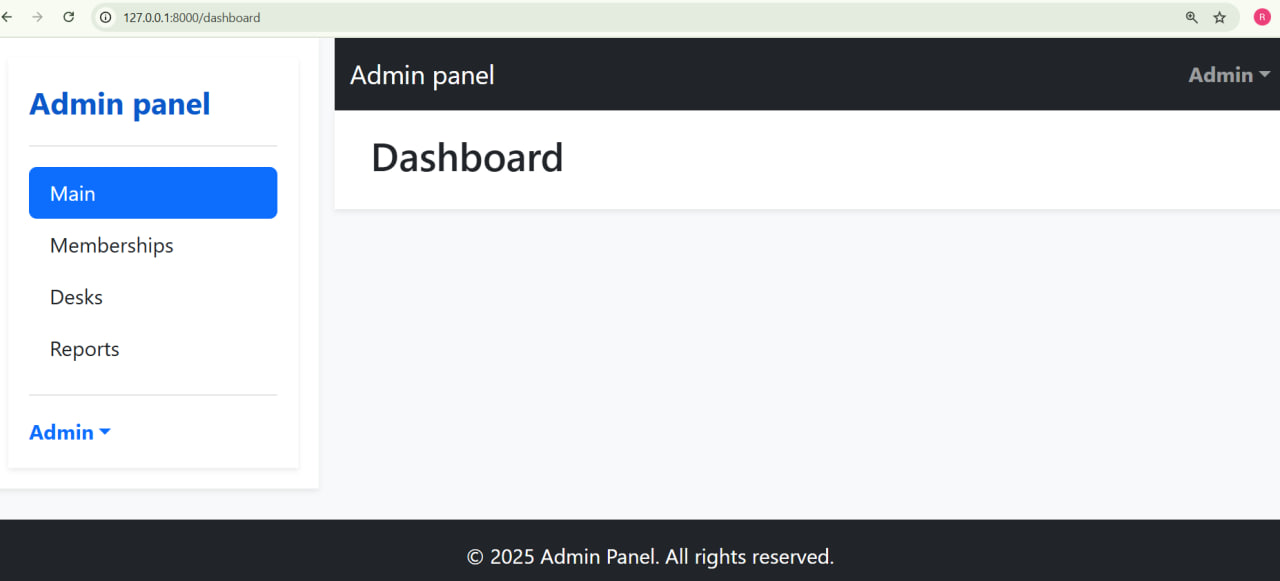 127.0.0.1:8000/dashboard
R
Admin panel
Main
Memberships
Desks
Reports
Admin
Admin panel
Admin
Dashboard
© 2025 Admin Panel. All rights reserved.